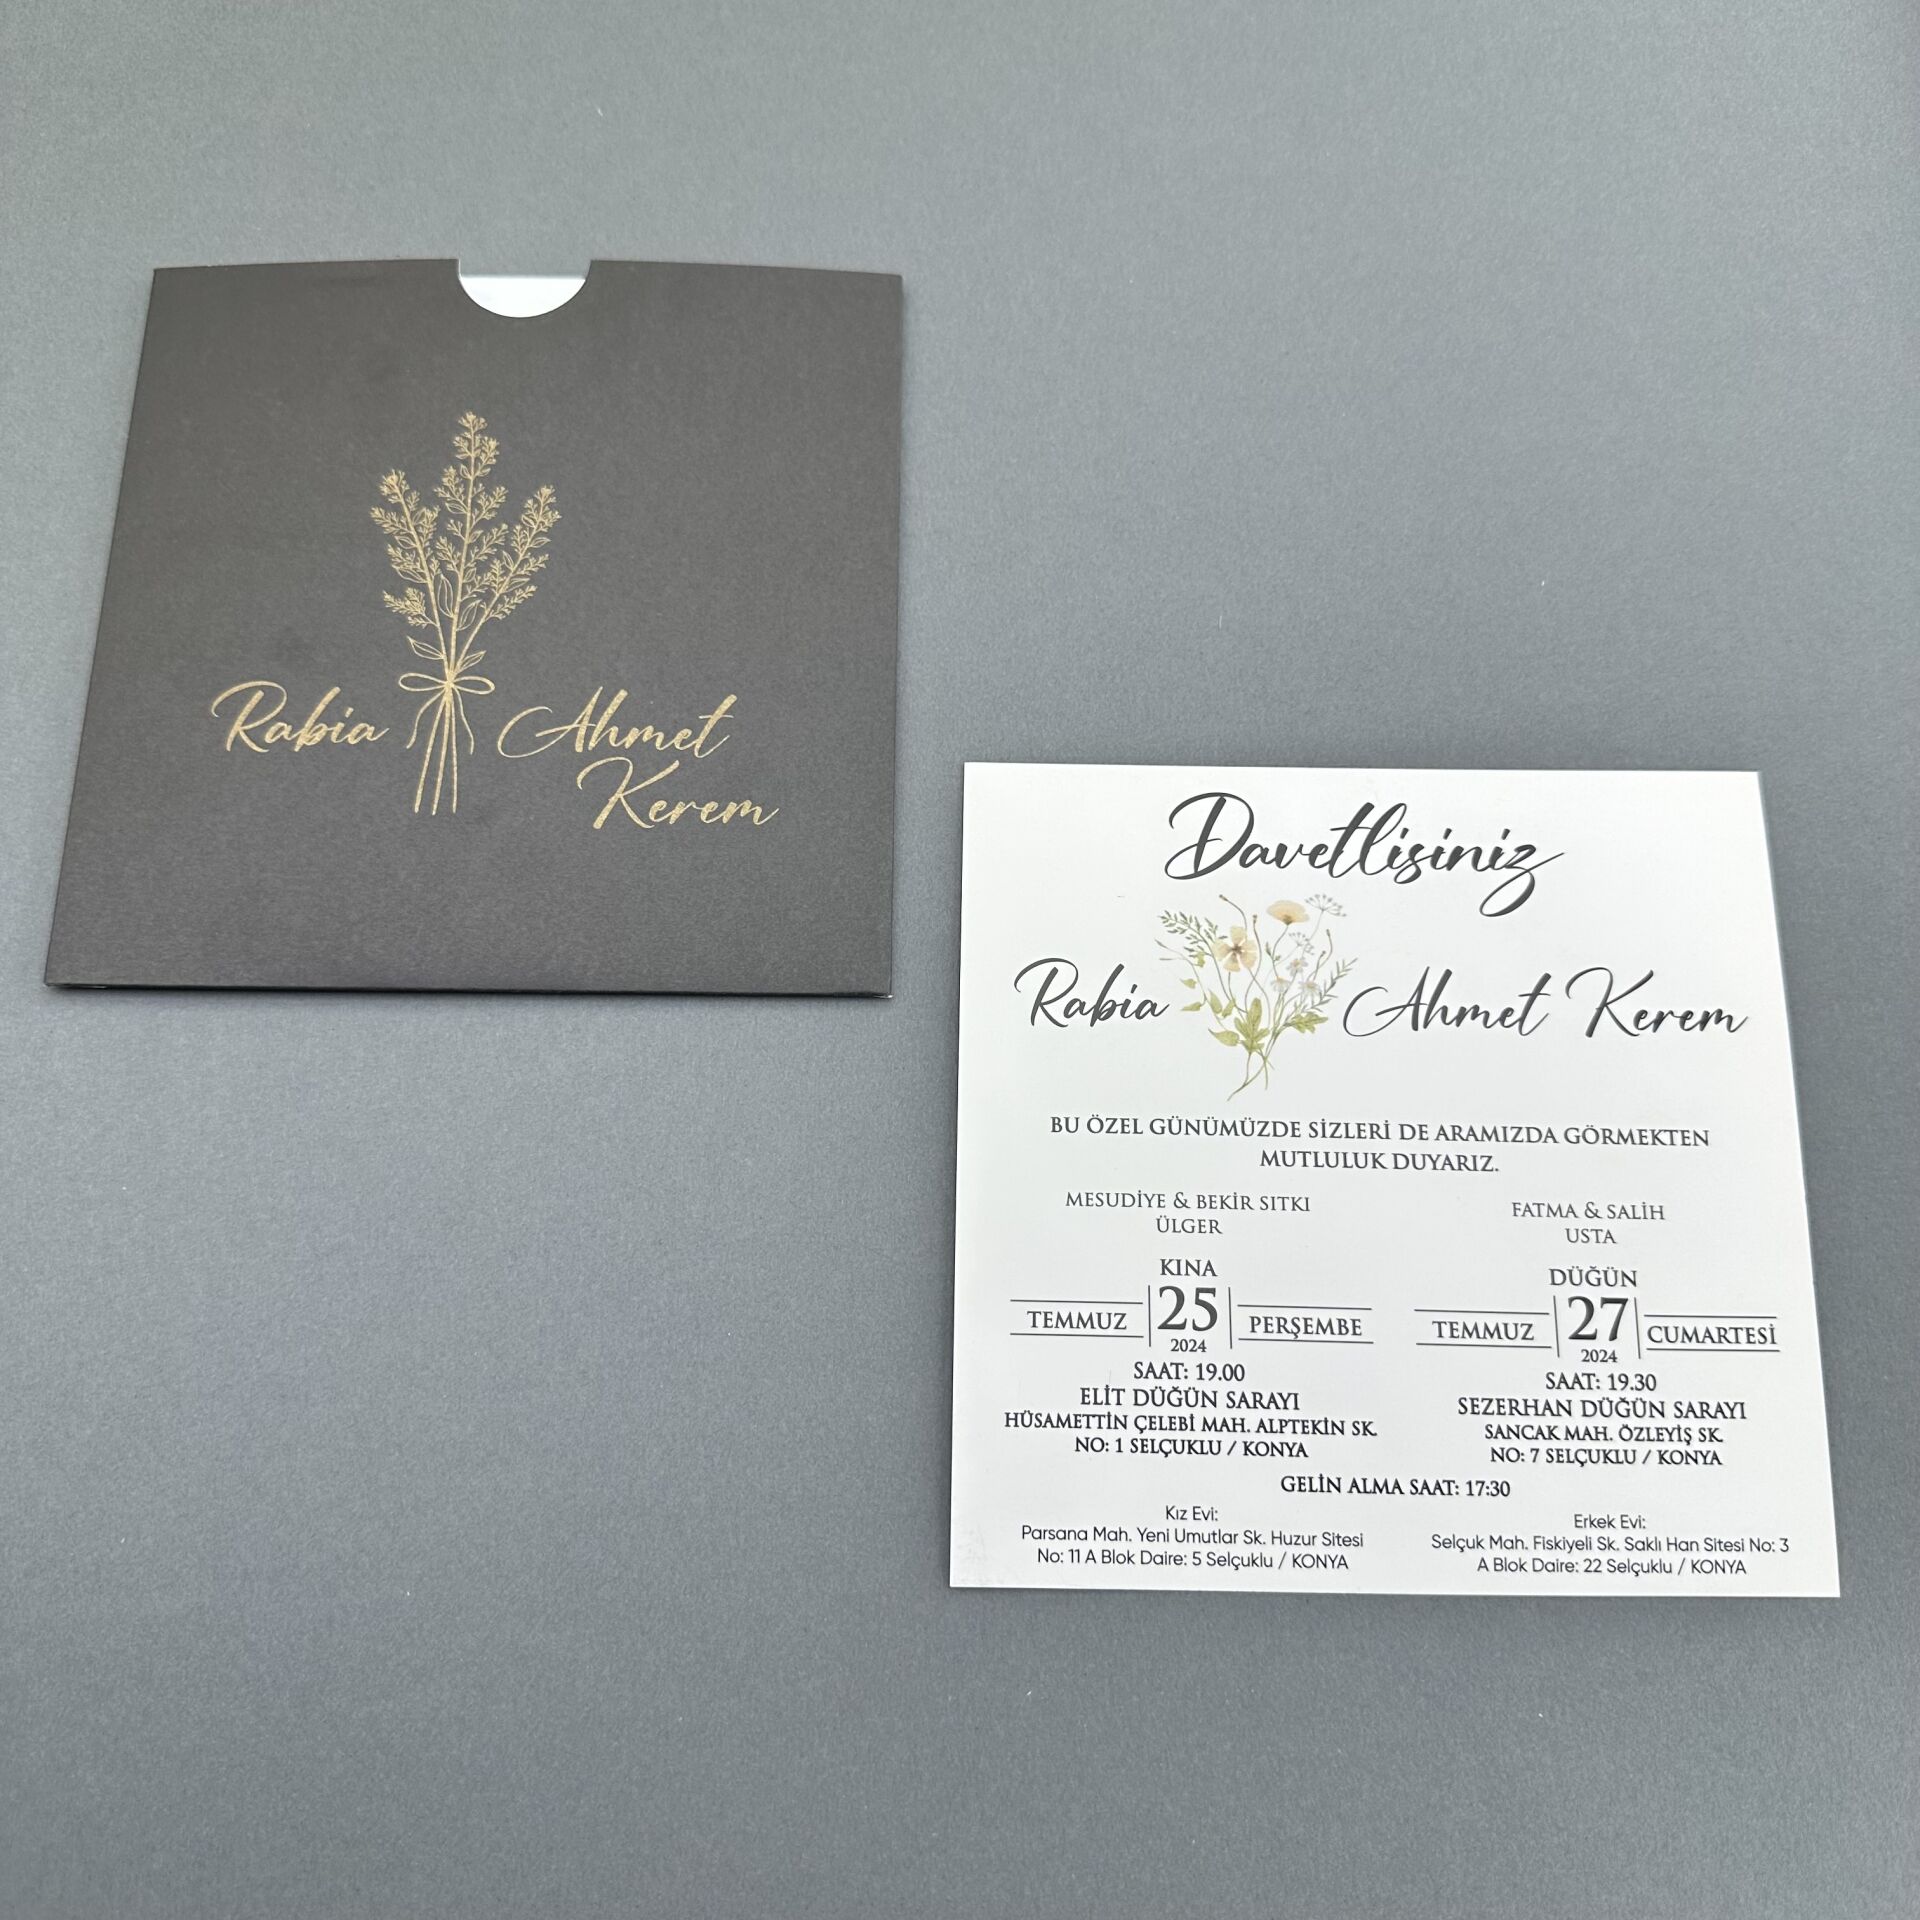 Rabia Ahmet
Kerem
Davetlisiniz
Rabia Ahmet Kerem
BU ÖZEL GÜNÜMÜZDE SİZLERİ DE ARAMIZDA GÖRMEKTEN
MUTLULUK DUYARIZ.
MESUDİYE & BEKİR SITKI
ÜLGER
KINA
TEMMUZ 25 PERŞEMBE
2024
SAAT: 19.00
ELİT DÜĞÜN SARAYI
HÜSAMETTİN ÇELEBİ MAH. ALPTEKİN SK.
NO: 1 SELÇUKLU / KONYA
FATMA & SALİH
USTA
DÜĞÜN
TEMMUZ 27 CUMARTESİ
2024
SAAT: 19.30
SEZERHAN DÜĞÜN SARAYI
SANCAK MAH. ÖZLEYİŞ SK.
NO: 7 SELÇUKLU / KONYA
GELİN ALMA SAAT: 17:30
Kız Evi:
Parsana Mah. Yeni Umutlar Sk. Huzur Sitesi
No: 11 A Blok Daire: 5 Selçuklu / KONYA
Erkek Evi:
Selçuk Mah. Fiskiyeli Sk. Saklı Han Sitesi No: 3
A Blok Daire: 22 Selçuklu / KONYA